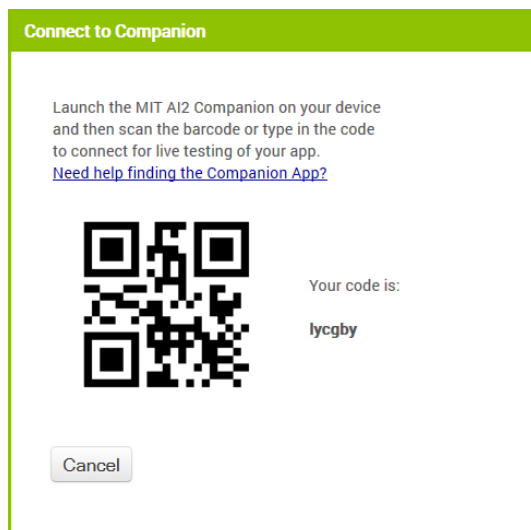 Connect to Companion
Launch the MIT AI2 Companion on your device
and then scan the barcode or type in the code
to connect for live testing of your app.
Need help finding the Companion App?
Your code is:
lycgby
Cancel